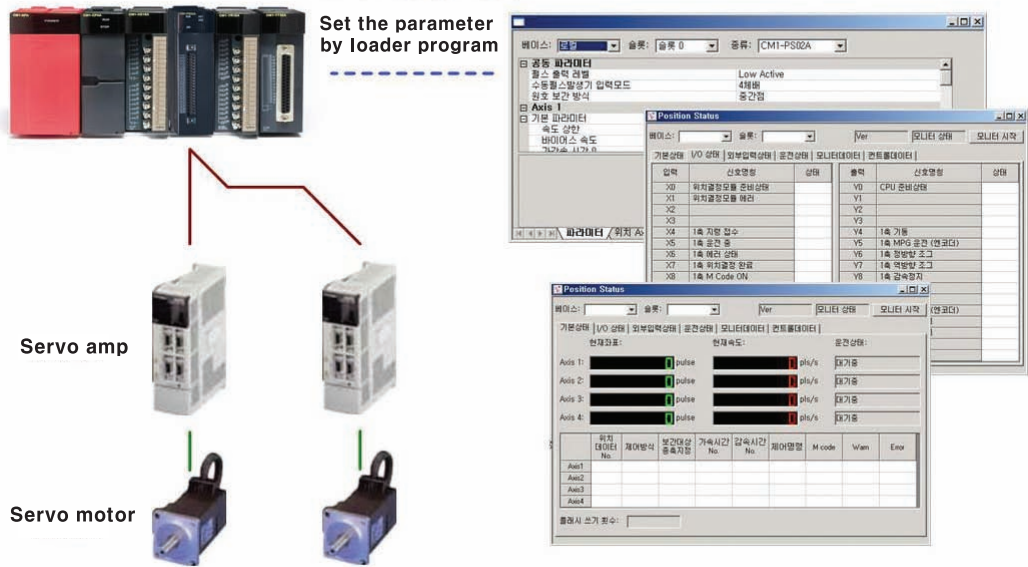 Set the parameter
by loader program
베이스: 로컬 슬롯: 슬롯 0 종류: CM1-PS02A
공통 파라미터
펄스 출력 레벨 Low Active
수동펄스발생기 입력모드 4체배
원호 보간 방식 중간점
Axis 1
기본 파라미터
속도 상한
바이어스 속도
파라미터 위치
Position Status
베이스: 슬롯: Ver 모니터 상태 모니터 시작
기본상태 I/O 상태 외부입력상태 운전상태 모니터데이터 컨트롤데이터
입력 신호명칭 상태 출력 신호명칭 상태
X0 위치결정모듈 준비상태 Y0 CPU 준비상태
X1 위치결정모듈 에러 Y1
X2 Y2
X3 Y3
X4 1축 지령 접수 Y4 1축 기동
X5 1축 운전 중 Y5 1축 MPG 운전 (엔코더)
X6 1축 에러 상태 Y6 1축 정방향 조그
X7 1축 위치결정 완료 Y7 1축 역방향 조그
X8 1축 M Code ON Y8 1축 감속정지
(엔코더)
Position Status
베이스: 슬롯: Ver 모니터 상태 모니터 시작
기본상태 I/O 상태 외부입력상태 운전상태 모니터데이터 컨트롤데이터
현재좌표: 현재속도: 운전상태:
Axis 1: 0 pulse 0 pls/s 대기중
Axis 2: 0 pulse 0 pls/s 대기중
Axis 3: 0 pulse 0 pls/s 대기중
Axis 4: 0 pulse 0 pls/s 대기중
위치 데이터 No. 제어방식 보간대상 종축지정 가속시간 No. 감속시간 No. 제어명령 M code Warn Error
Axis1
Axis2
Axis3
Axis4
플래시 쓰기 횟수:
Servo amp
Servo motor